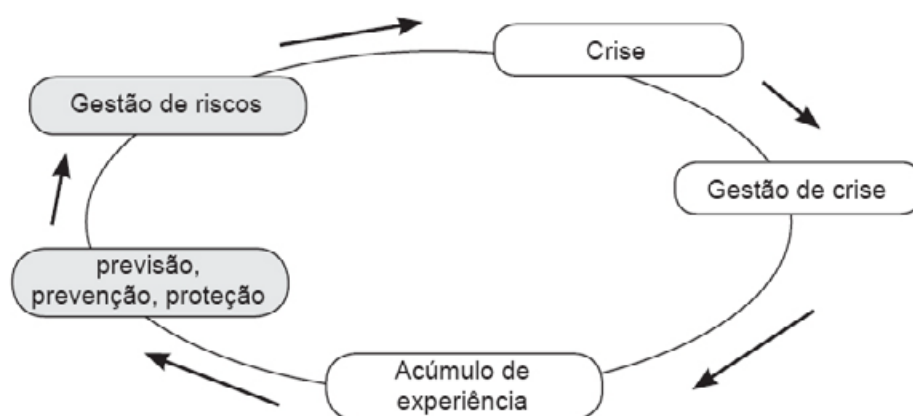 Crise
Gestão de riscos
Gestão de crise
previsão,
prevenção, proteção
Acúmulo de
experiência